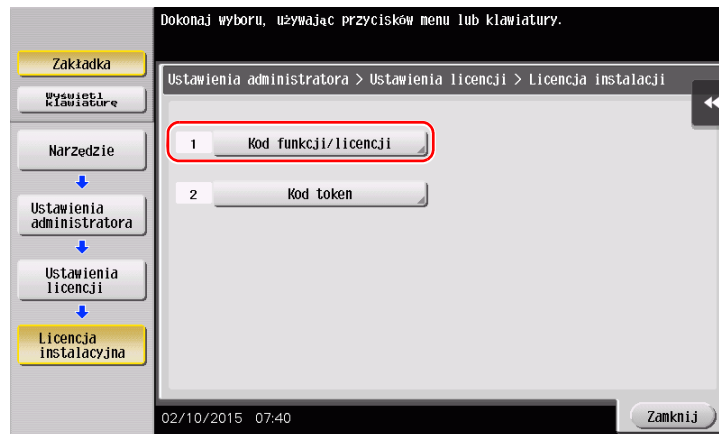 Dokonaj wyboru, używając przycisków menu lub klawiatury.
Zakładka
Wyświetl
klawiaturę
Narzędzie
Ustawienia
administratora
Ustawienia
licencji
Licencja
instalacyjna
Ustawienia administratora > Ustawienia licencji > Licencja instalacji
1 Kod funkcji/licencji
2 Kod token
02/10/2015 07:40
Zamknij